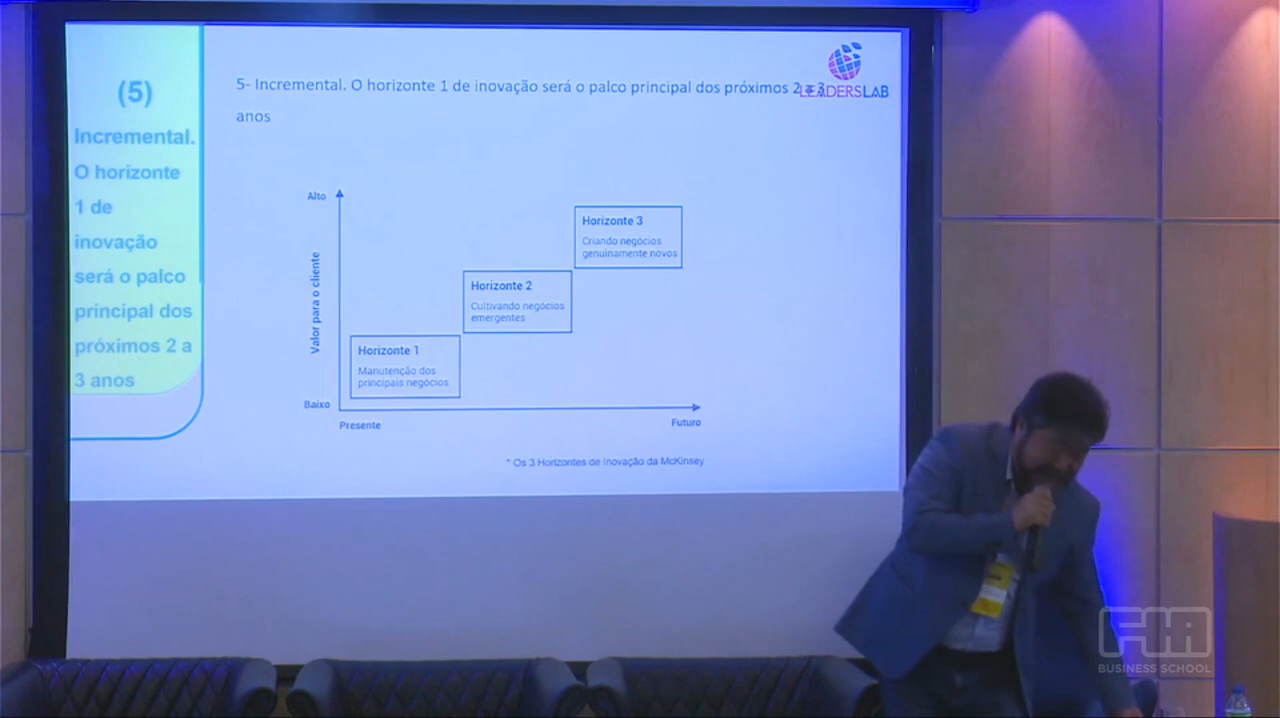 (5)
Incremental.
O horizonte
1 de
inovação
será o palco
principal dos
próximos 2 a
3 anos
5- Incremental. O horizonte 1 de inovação será o palco principal dos próximos 2 a 3
anos
LEADERSLAB
Alto
Valor para o cliente
Baixo
Presente
Futuro
Horizonte 3
Criando negócios
genuinamente novos
Horizonte 2
Cultivando negócios
emergentes
Horizonte 1
Manutenção dos
principais negócios
* Os 3 Horizontes de Inovação da McKinsey
FIA
BUSINESS SCHOOL